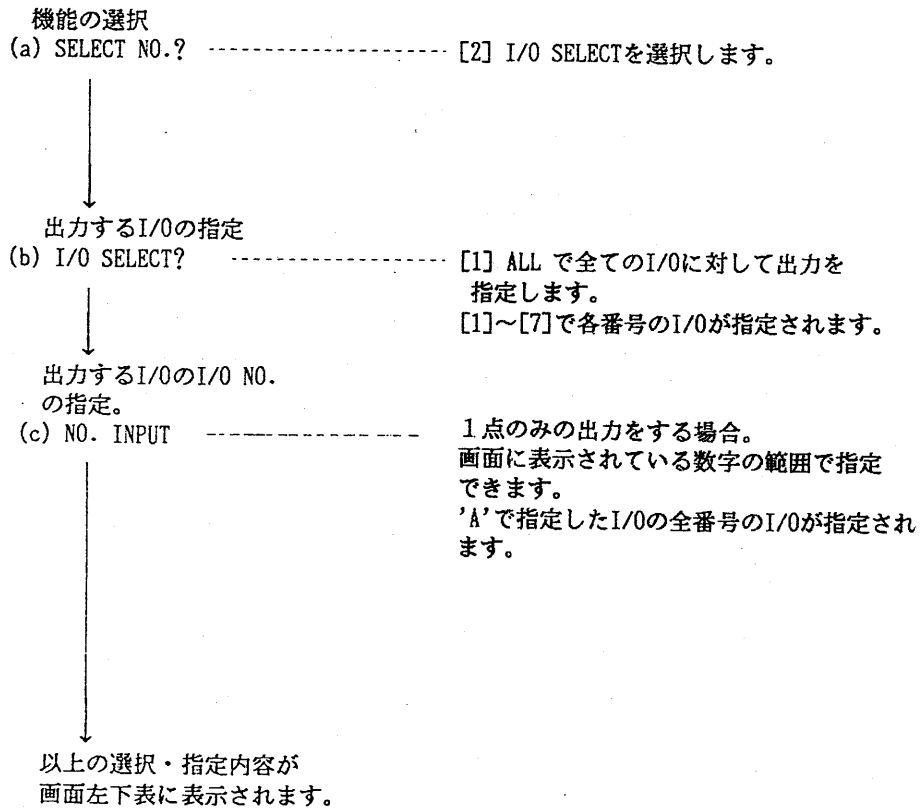 機能の選択
(a) SELECT NO.? -------------------- [2] I/O SELECTを選択します。
出力するI/Oの指定
(b) I/O SELECT? ------------------ [1] ALL で全てのI/Oに対して出力を
指定します。
[1]～[7]で各番号のI/Oが指定されます。
出力するI/OのI/O NO.
の指定。
(c) NO. INPUT ------------------ 1点のみの出力をする場合。
画面に表示されている数字の範囲で指定
できます。
'A'で指定したI/Oの全番号のI/Oが指定され
ます。
以上の選択・指定内容が
画面左下表に表示されます。